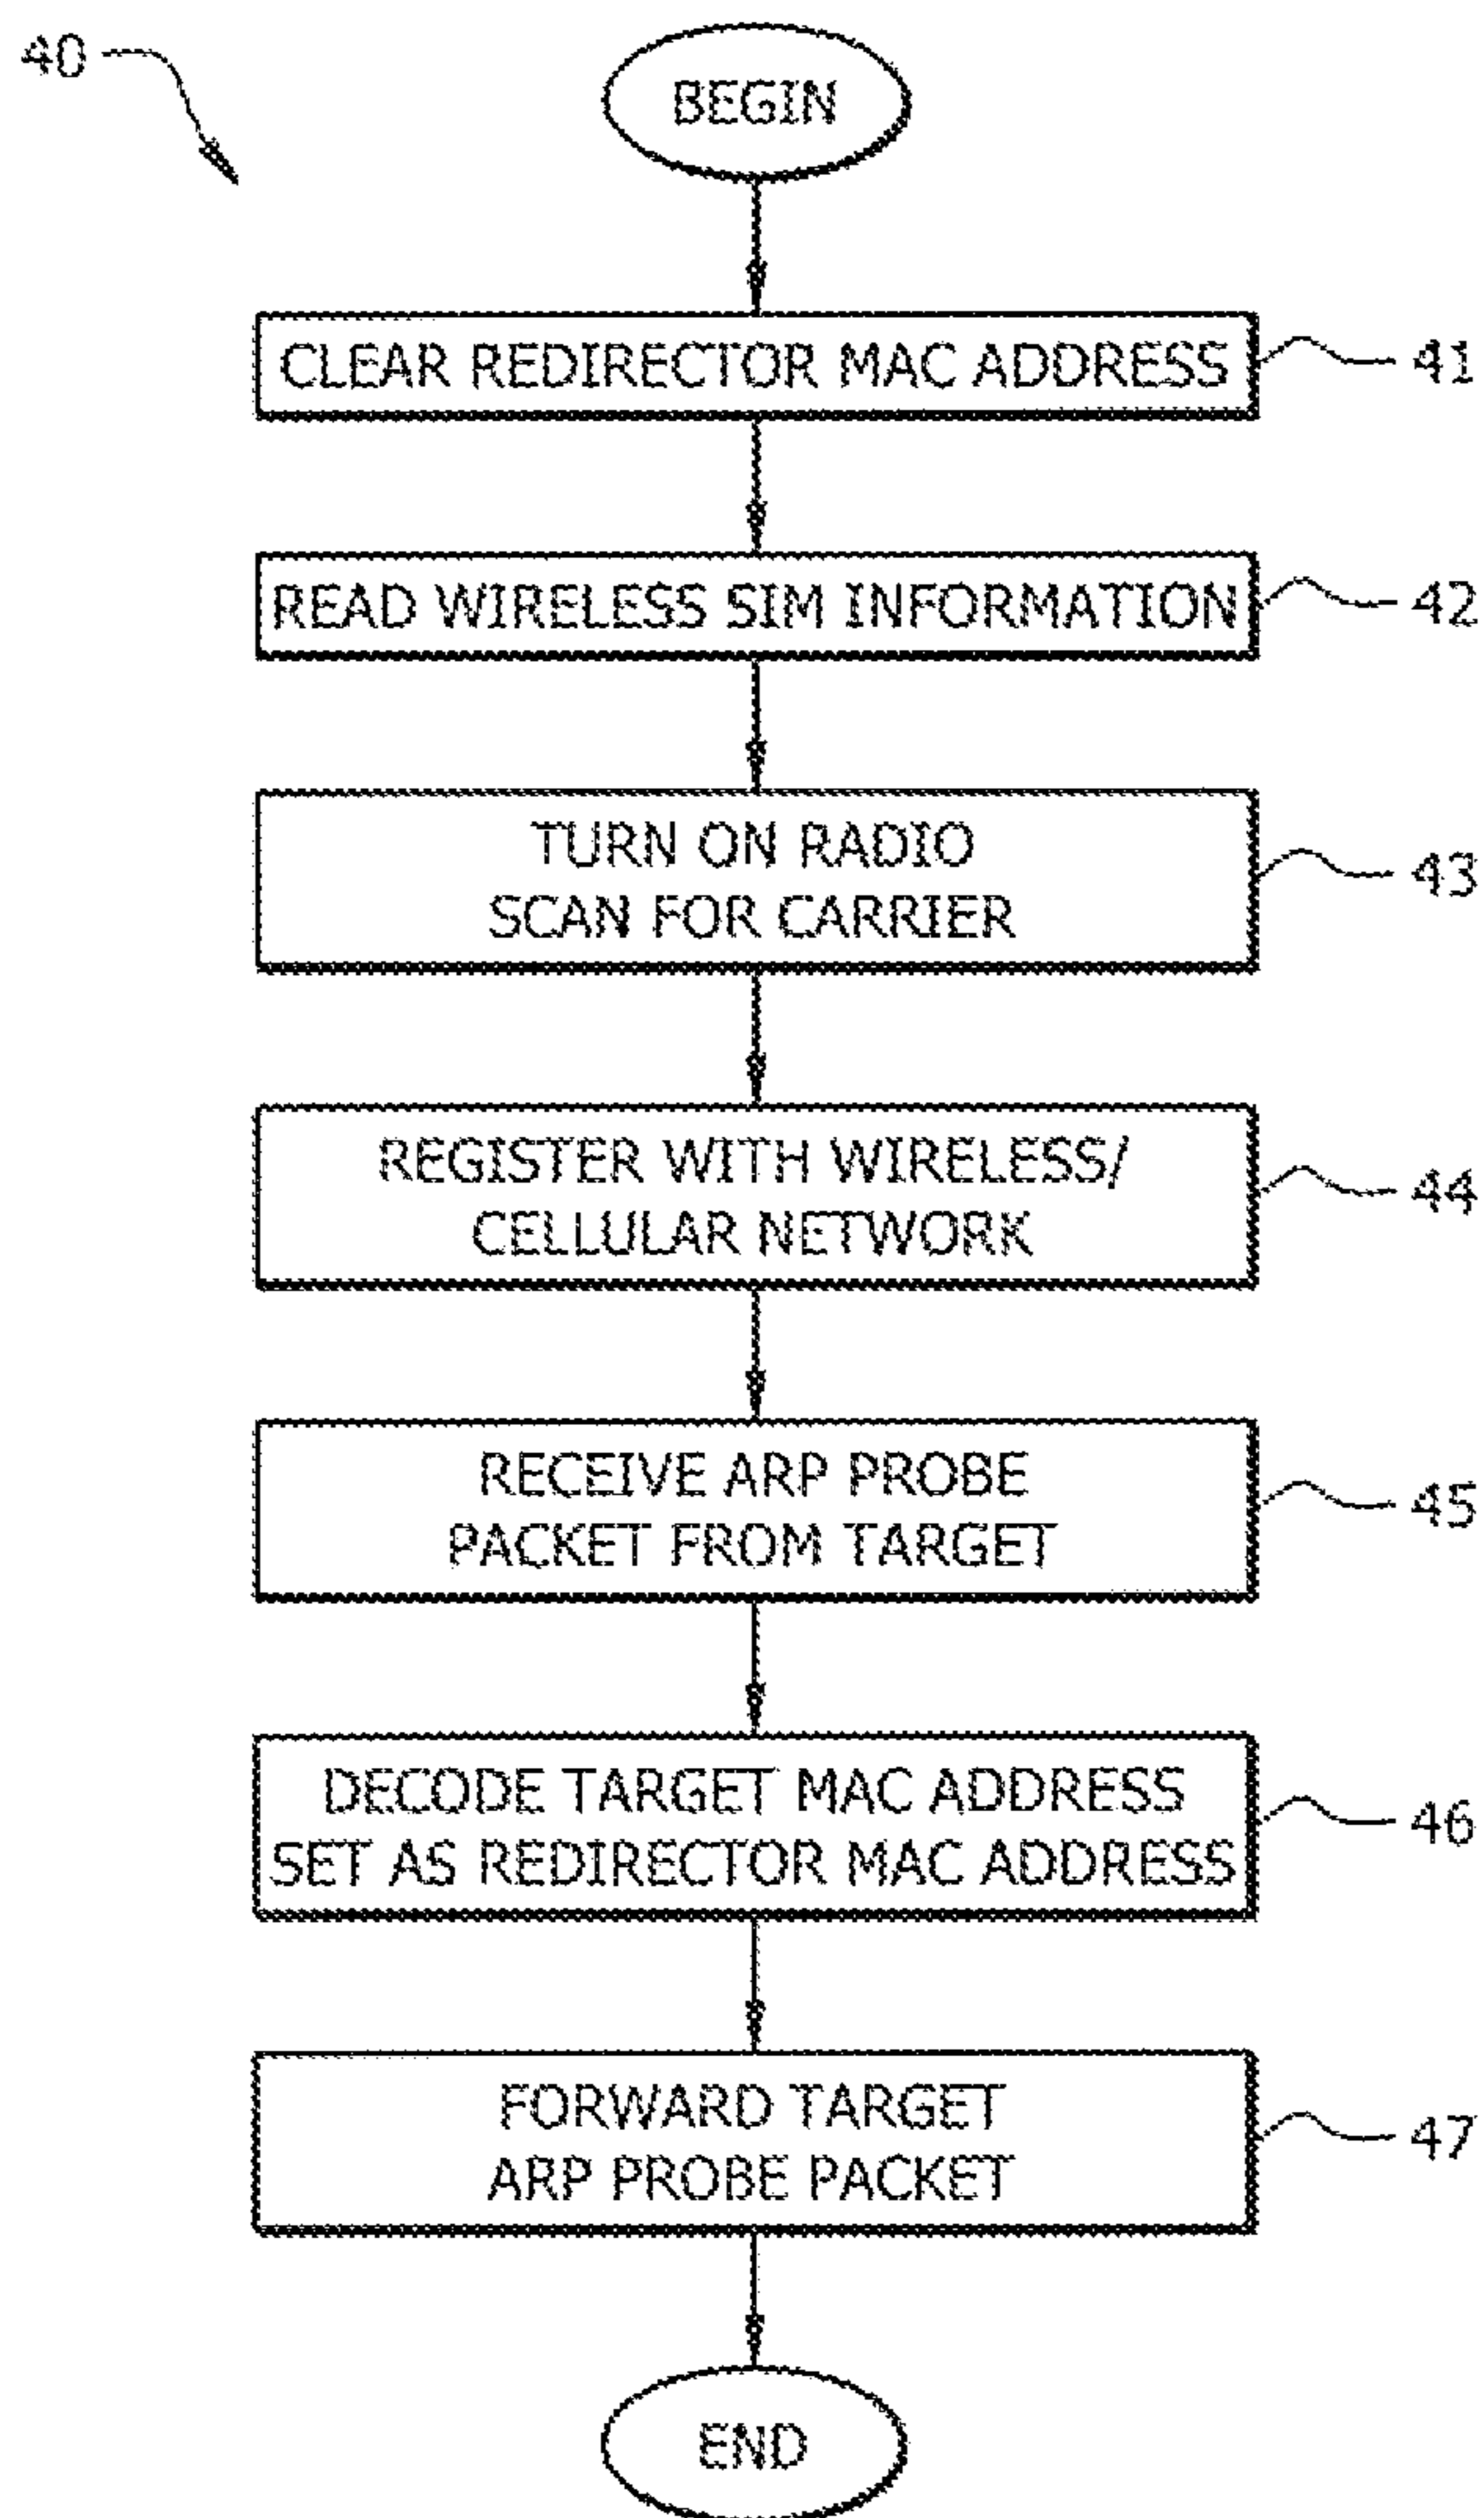 40
BEGIN
CLEAR REDIRECTOR MAC ADDRESS
41
READ WIRELESS SIM INFORMATION
42
TURN ON RADIO
SCAN FOR CARRIER
43
REGISTER WITH WIRELESS/
CELLULAR NETWORK
44
RECEIVE ARP PROBE
PACKET FROM TARGET
45
DECODE TARGET MAC ADDRESS
SET AS REDIRECTOR MAC ADDRESS
46
FORWARD TARGET
ARP PROBE PACKET
47
END